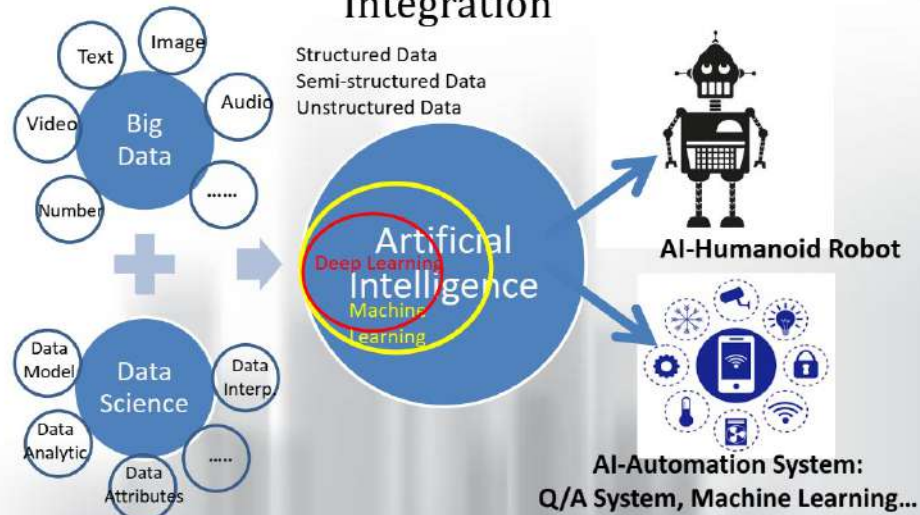 Integration
Text
Image
Video
Big
Data
Audio
Number
......
Structured Data
Semi-structured Data
Unstructured Data
Artificial
Intelligence
Deep Learning
Machine
Learning
AI-Humanoid Robot
Data
Model
Data
Science
Data
Interp.
Data
Analytic
Data
Attributes
.....
AI-Automation System:
Q/A System, Machine Learning...